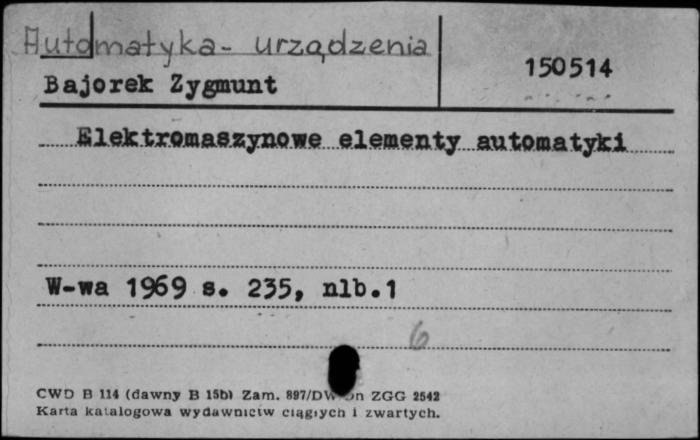 Automatyka - urządzenia
Bajorek Zygmunt
150514
Elektromaszynowe elementy automatyki
W-wa 1969 s. 235, nlb.1
6
CWD B 114 (dawny B 15b) Zam. 897/DW ZGG 2542
Karta katalogowa wydawnictw ciągłych i zwartych.